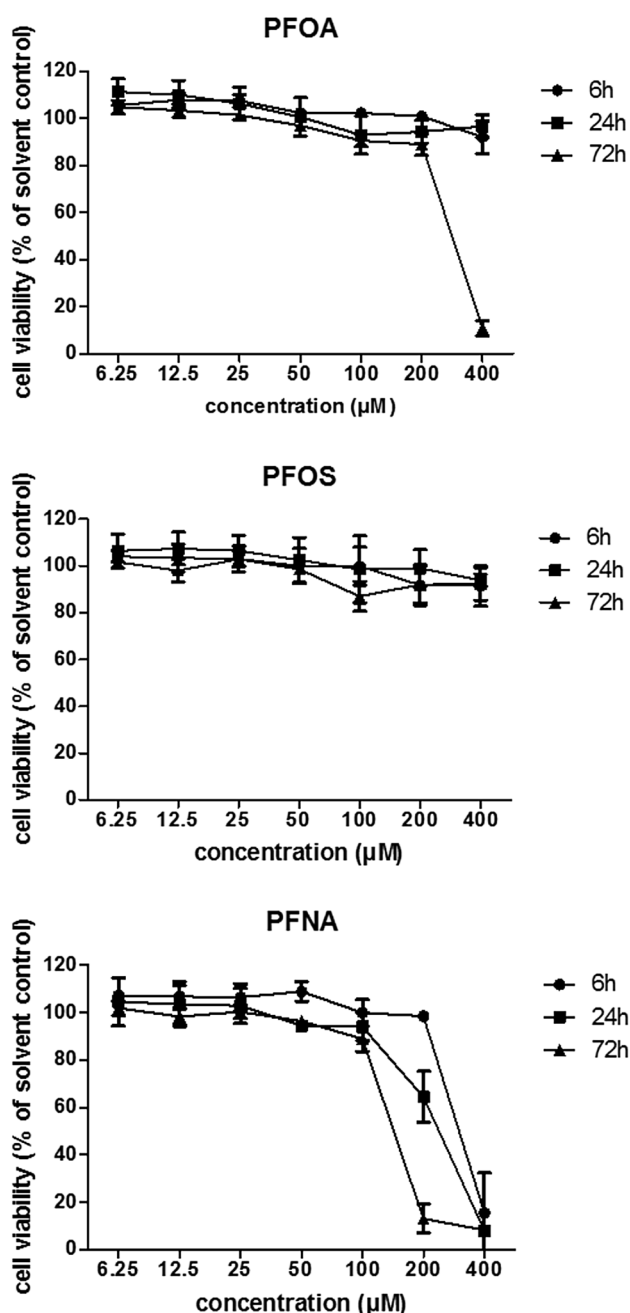 PFOA
cell viability (% of solvent control)
120
100
80
60
40
20
0
6.25 12.5 25 50 100 200 400
concentration (µM)
6h
24h
72h
PFOS
cell viability (% of solvent control)
120
100
80
60
40
20
0
6.25 12.5 25 50 100 200 400
concentration (µM)
6h
24h
72h
PFNA
cell viability (% of solvent control)
120
100
80
60
40
20
0
6.25 12.5 25 50 100 200 400
concentration (µM)
6h
24h
72h